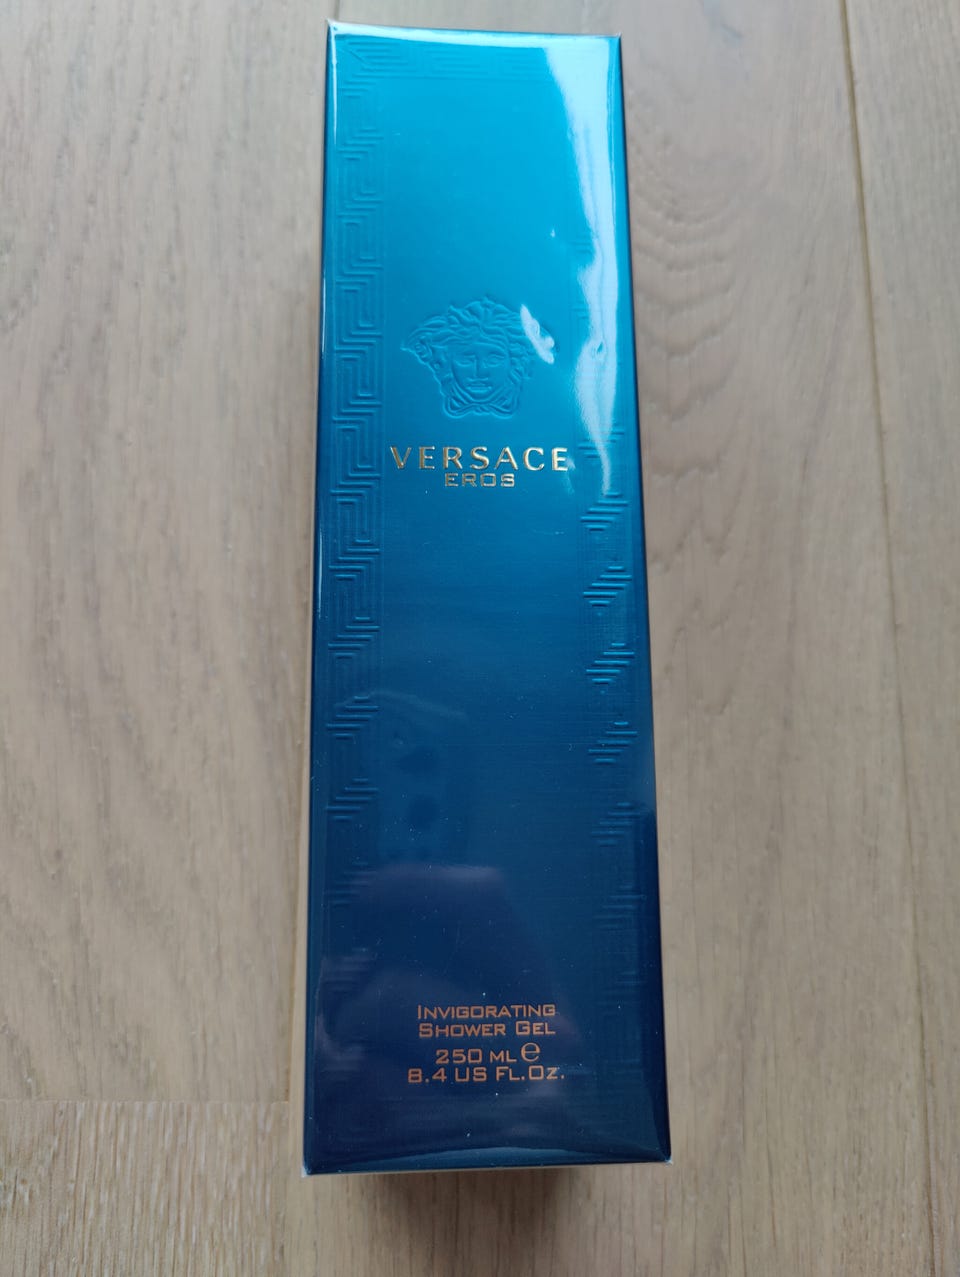 VERSACE
EROS
INVIGORATING
SHOWER GEL
250 ML ℮
8.4 US FL.OZ.